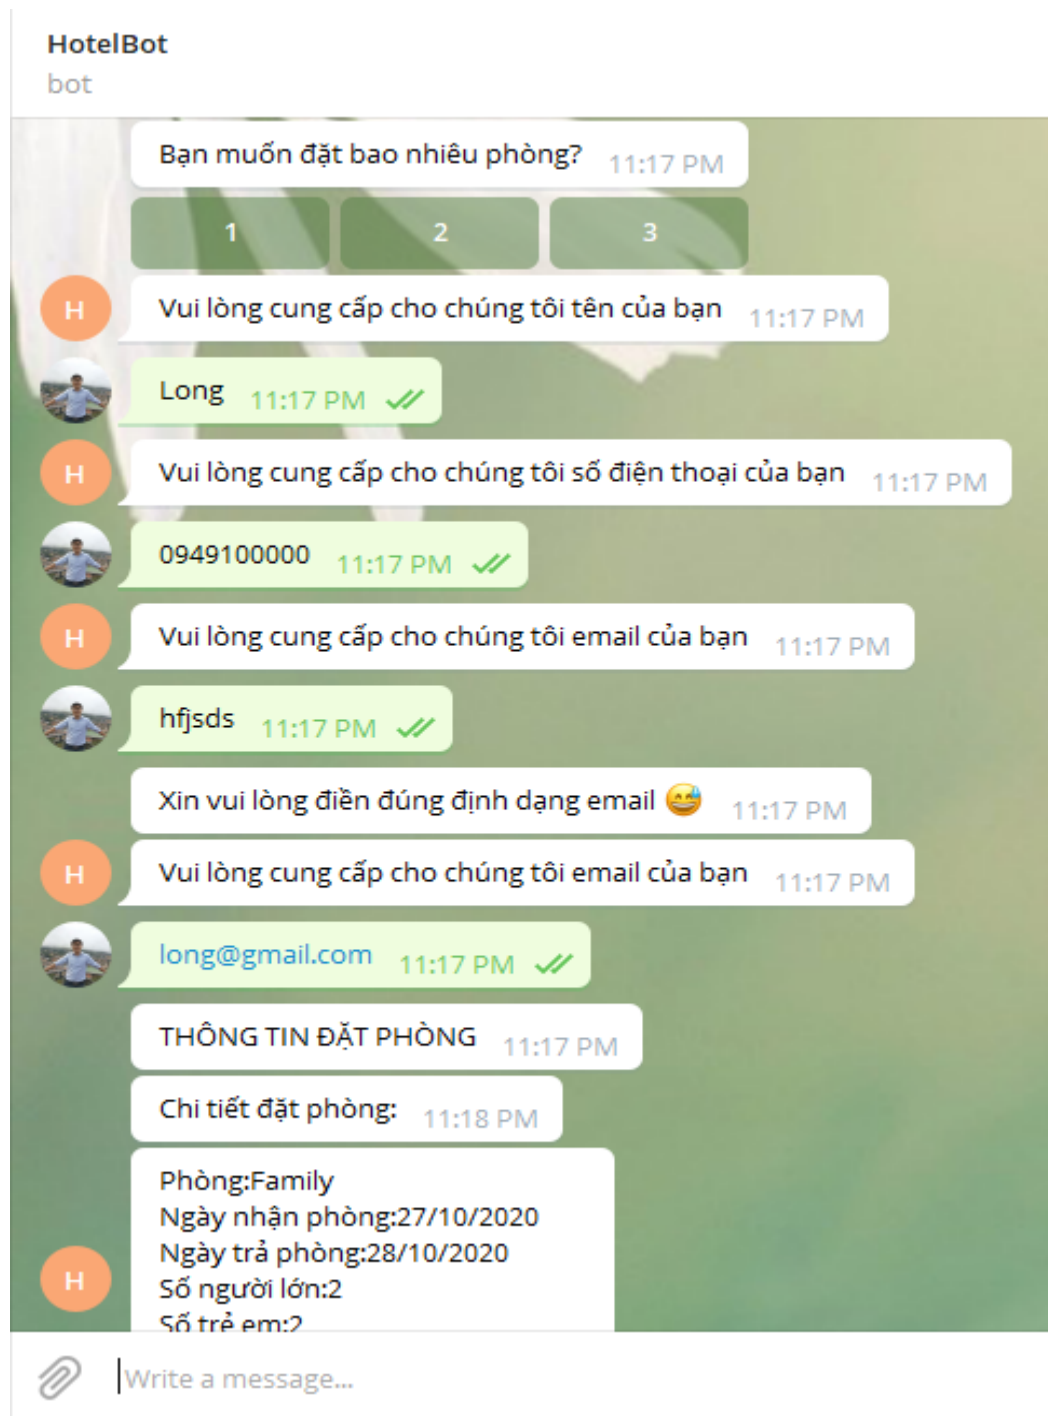 HotelBot
bot
Bạn muốn đặt bao nhiêu phòng? 11:17 PM
1 2 3
H Vui lòng cung cấp cho chúng tôi tên của bạn 11:17 PM
Long 11:17 PM
H Vui lòng cung cấp cho chúng tôi số điện thoại của bạn 11:17 PM
0949100000 11:17 PM
H Vui lòng cung cấp cho chúng tôi email của bạn 11:17 PM
hfjsds 11:17 PM
Xin vui lòng điền đúng định dạng email 😅 11:17 PM
H Vui lòng cung cấp cho chúng tôi email của bạn 11:17 PM
long@gmail.com 11:17 PM
THÔNG TIN ĐẶT PHÒNG 11:17 PM
Chi tiết đặt phòng: 11:18 PM
Phòng:Family
Ngày nhận phòng:27/10/2020
Ngày trả phòng:28/10/2020
H Số người lớn:2
Số trẻ em:2
Write a message...